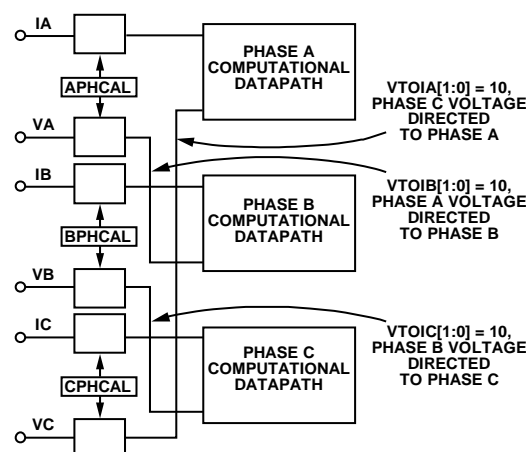 IA
PHASE A
COMPUTATIONAL
DATAPATH
APHCAL
VTOIA[1:0] = 10,
PHASE C VOLTAGE
DIRECTED
TO PHASE A
VA
IB
PHASE B
COMPUTATIONAL
DATAPATH
VTOIB[1:0] = 10,
PHASE A VOLTAGE
DIRECTED
TO PHASE B
BPHCAL
VB
IC
PHASE C
COMPUTATIONAL
DATAPATH
VTOIC[1:0] = 10,
PHASE B VOLTAGE
DIRECTED
TO PHASE C
CPHCAL
VC